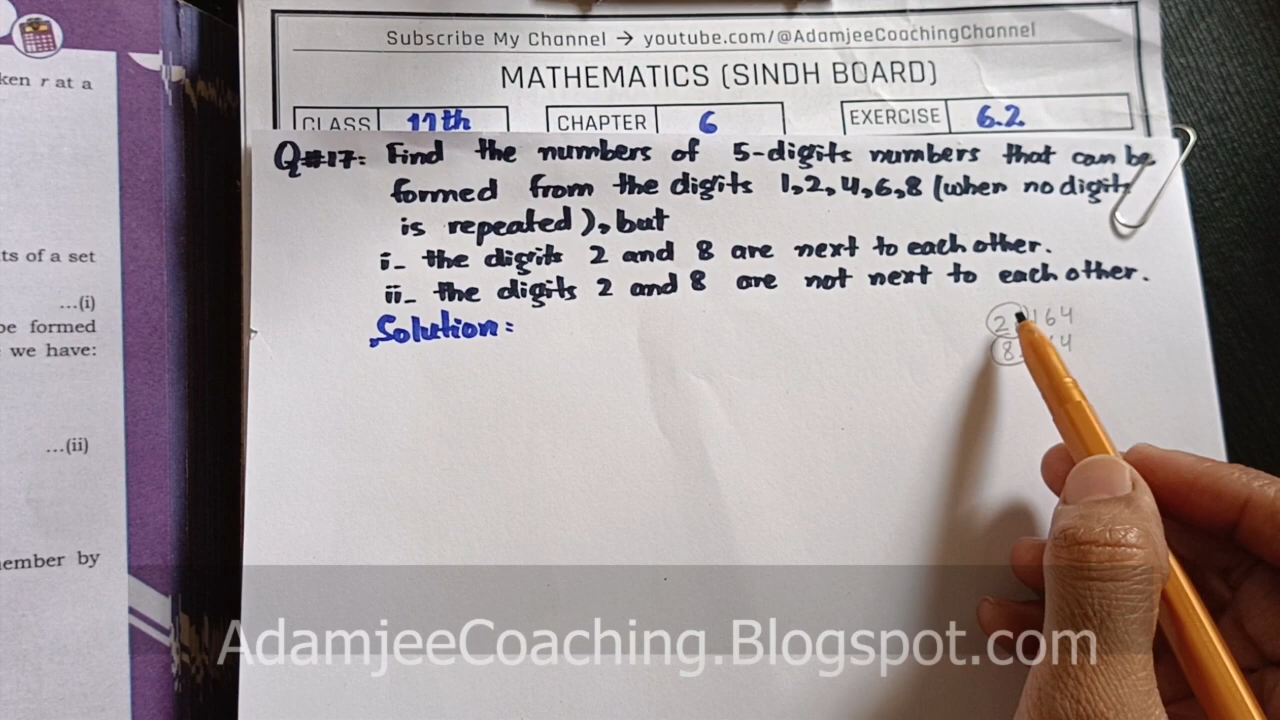 ken r at a
ts of a set
...(i)
be formed
we have:
...(ii)
ember by
Subscribe My Channel → youtube.com/@AdamjeeCoachingChannel
MATHEMATICS (SINDH BOARD)
CLASS 11th CHAPTER 6 EXERCISE 6.2
Q#17: Find the numbers of 5-digits numbers that can be
formed from the digits 1,2,4,6,8 (when no digit
is repeated), but
i- the digits 2 and 8 are next to each other.
ii- the digits 2 and 8 are not next to each other.
Solution:
2 164
8 4
AdamjeeCoaching.Blogspot.com